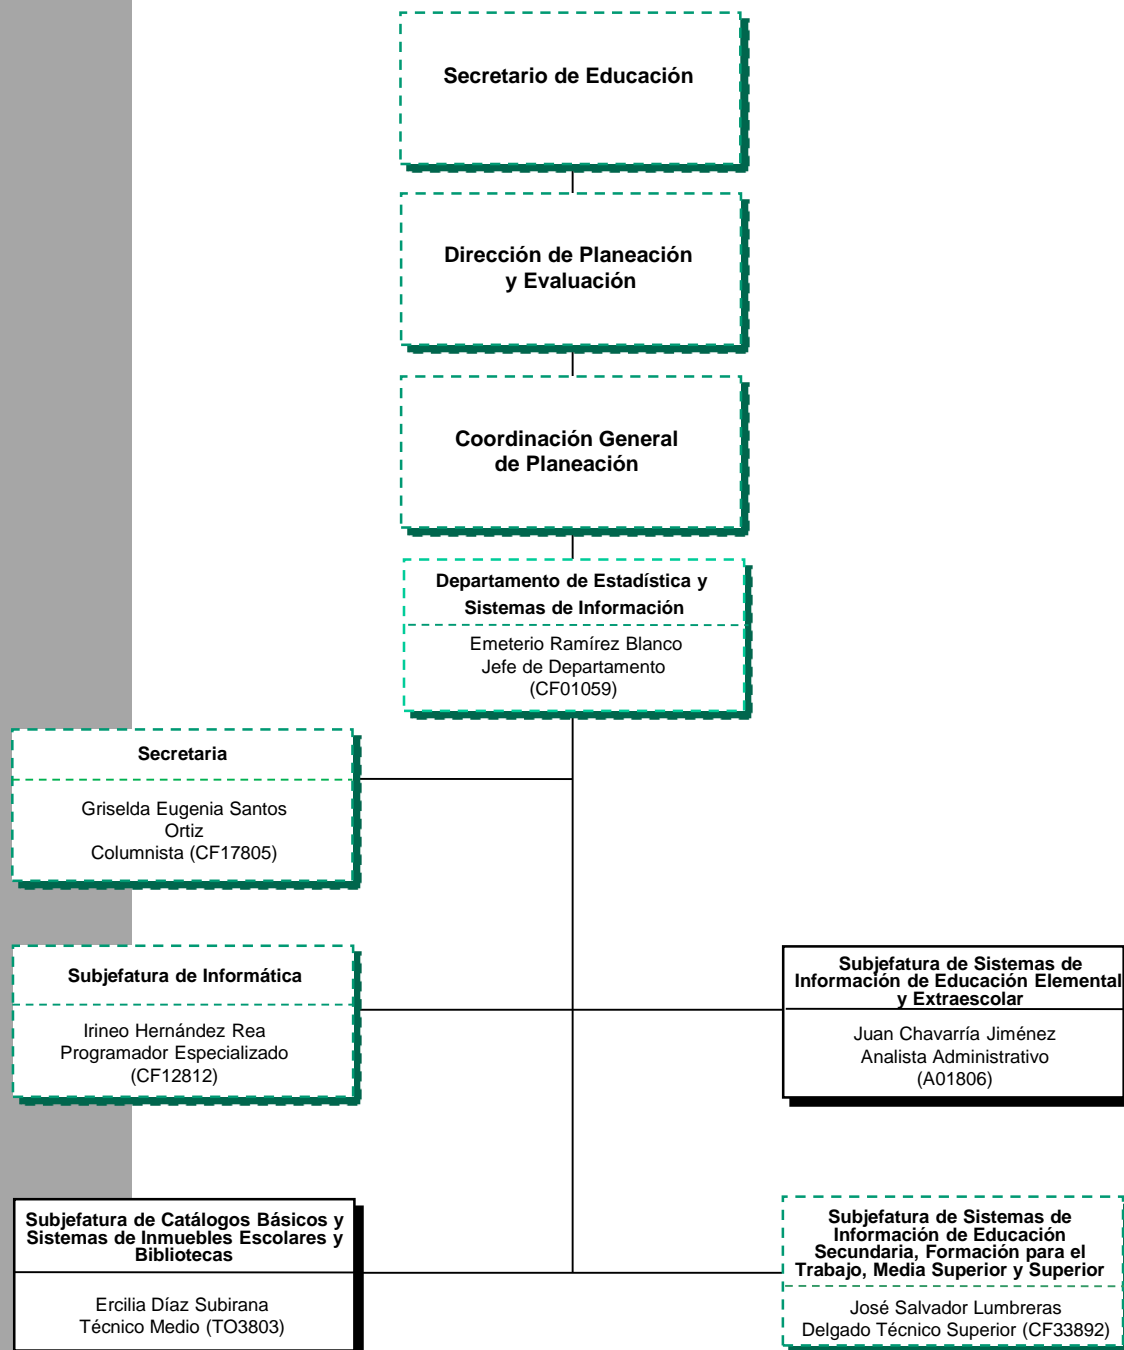 Secretario de Educación
Dirección de Planeación
y Evaluación
Coordinación General
de Planeación
Departamento de Estadística y
Sistemas de Información
Emeterio Ramírez Blanco
Jefe de Departamento
(CF01059)
Secretaria
Griselda Eugenia Santos
Ortiz
Columnista (CF17805)
Subjefatura de Informática
Irineo Hernández Rea
Programador Especializado
(CF12812)
Subjefatura de Sistemas de
Información de Educación Elemental
y Extraescolar
Juan Chavarría Jiménez
Analista Administrativo
(A01806)
Subjefatura de Catálogos Básicos y
Sistemas de Inmuebles Escolares y
Bibliotecas
Ercilia Díaz Subirana
Técnico Medio (TO3803)
Subjefatura de Sistemas de
Información de Educación
Secundaria, Formación para el
Trabajo, Media Superior y Superior
José Salvador Lumbreras
Delgado Técnico Superior (CF33892)